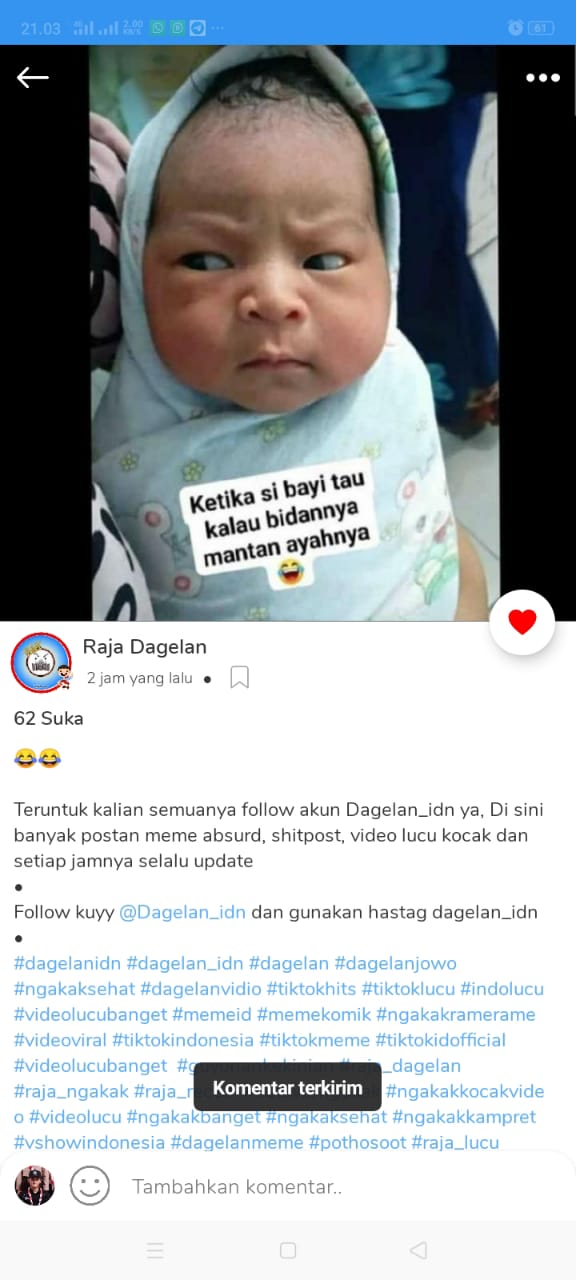 21.03 2.00 KB/S 61
Ketika si bayi tau
kalau bidannya
mantan ayahnya
😂
Raja Dagelan
2 jam yang lalu ●
62 Suka
😂😂
Teruntuk kalian semuanya follow akun Dagelan_idn ya, Di sini
banyak postan meme absurd, shitpost, video lucu kocak dan
setiap jamnya selalu update
●
Follow kuyy @Dagelan_idn dan gunakan hastag dagelan_idn
●
#dagelanidn #dagelan_idn #dagelan #dagelanjowo
#ngakaksehat #dagelanvidio #tiktokhits #tiktoklucu #indolucu
#videolucubanget #memeid #memekomik #ngakakramerame
#videoviral #tiktokindonesia #tiktokmeme #tiktokidofficial
#videolucubanget #raja_dagelan
#raja_ngakak #ngakakkocakvide
Komentar terkirim
o #videolucu #ngakakbanget #ngakaksehat #ngakakkampret
#vshowindonesia #dagelanmeme #pothosoot #raja_lucu
Tambahkan komentar..